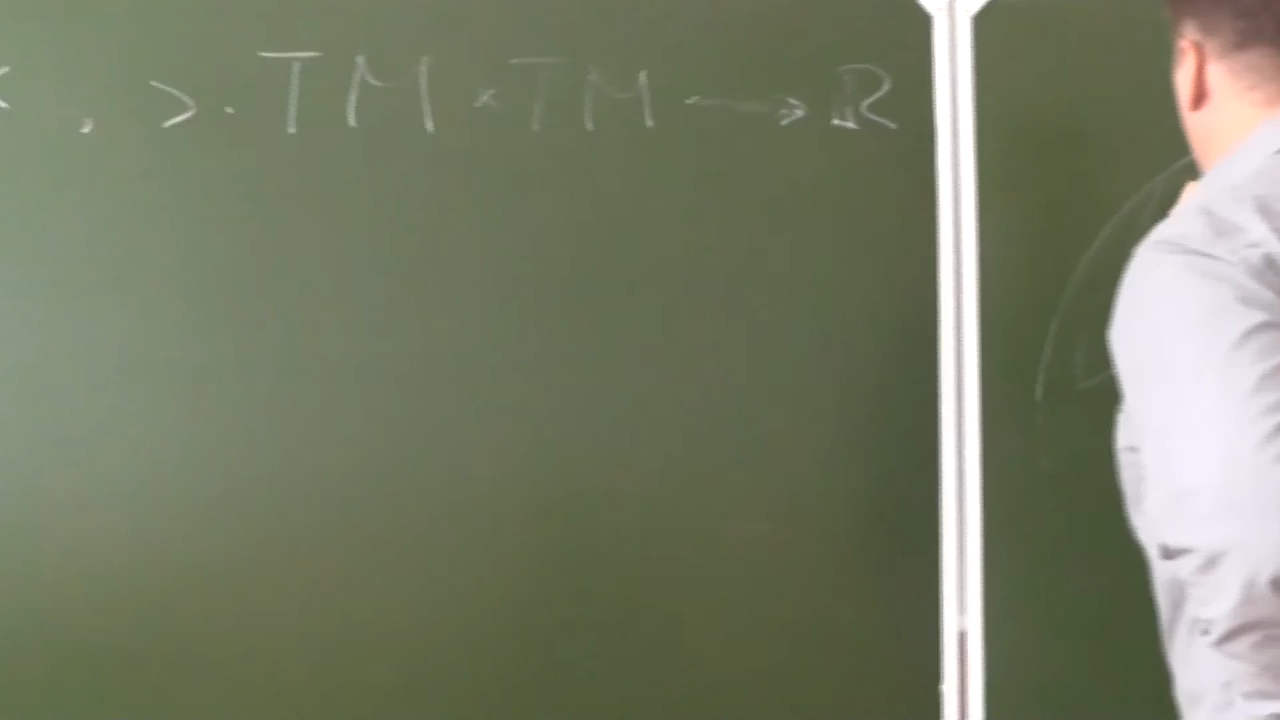 < , >. TM × TM → ℝ